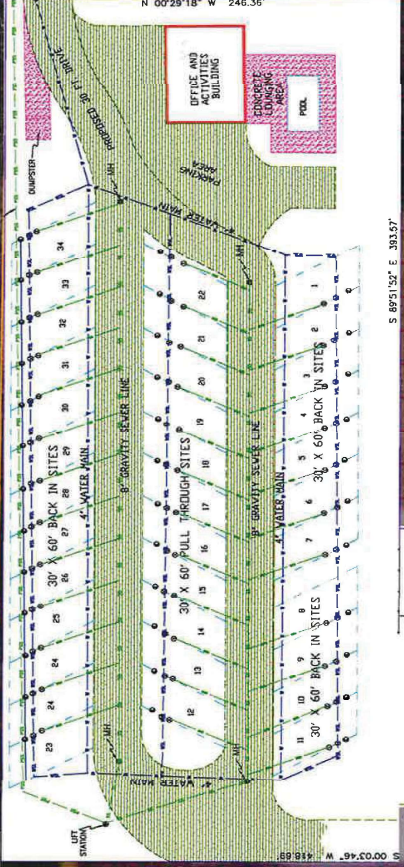 N 00°29'18" W 246.36'
OFFICE AND
ACTIVITIES
BUILDING
CONCRETE
LOUNGING
AREA
POOL
PROPOSED 30 FT. DRIVE
DUMPSTER
PARKING
AREA
MH
4" WATER MAIN
MH
34
33
32
31
30
29
28
27
26
25
24
24
23
30' X 60' BACK IN SITES
4" WATER MAIN
8" GRAVITY SEWER LINE
22
21
20
19
18
17
16
15
14
13
12
30' X 60' PULL THROUGH SITES
8" GRAVITY SEWER LINE
4" WATER MAIN
1
2
3
4
5
6
7
8
9
10
11
30' X 60' BACK IN SITES
30' X 60' BACK IN SITES
MH
MH
4" WATER MAIN
LIFT
STATION
S 89°51'52" E 393.57'
S 00°03'46" W 418.69'